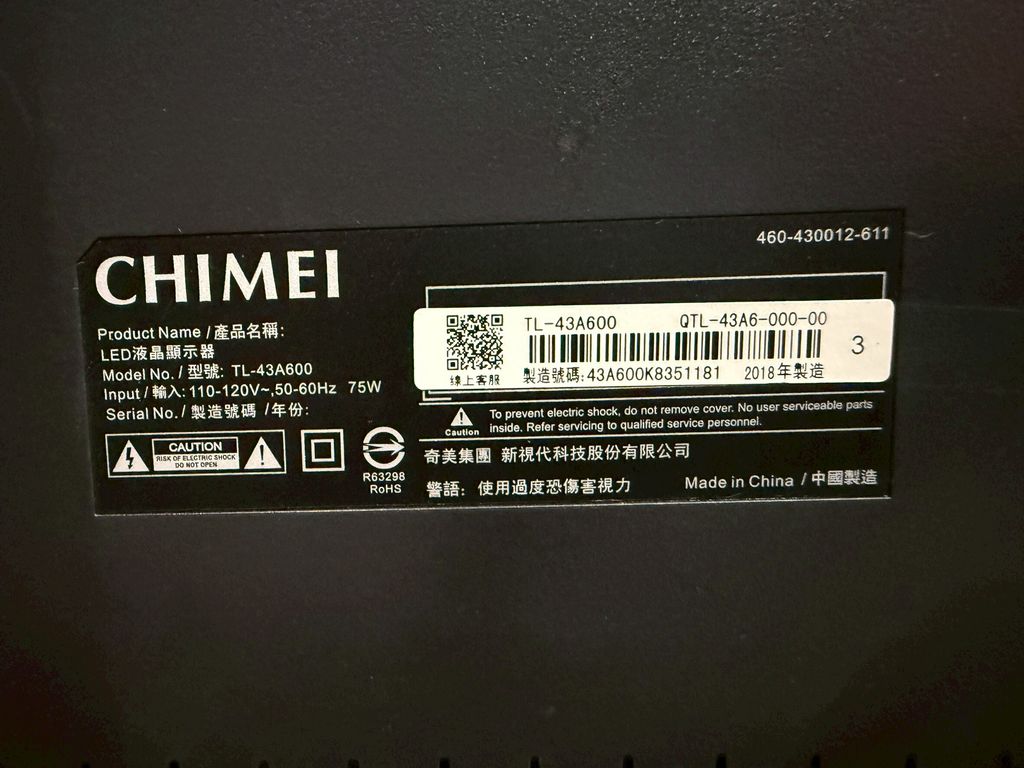 460-430012-611
CHIMEI
Product Name / 產品名稱:
LED液晶顯示器
Model No. / 型號: TL-43A600
Input / 輸入: 110-120V~,50-60Hz 75W
Serial No. / 製造號碼 /年份:
TL-43A600 QTL-43A6-000-00
線上客服 製造號碼:43A600K8351181 2018年製造
3
CAUTION
RISK OF ELECTRIC SHOCK
DO NOT OPEN
R63298
RoHS
Caution
To prevent electric shock, do not remove cover. No user serviceable parts
inside. Refer servicing to qualified service personnel.
奇美集團 新視代科技股份有限公司
警語: 使用過度恐傷害視力
Made in China / 中國製造